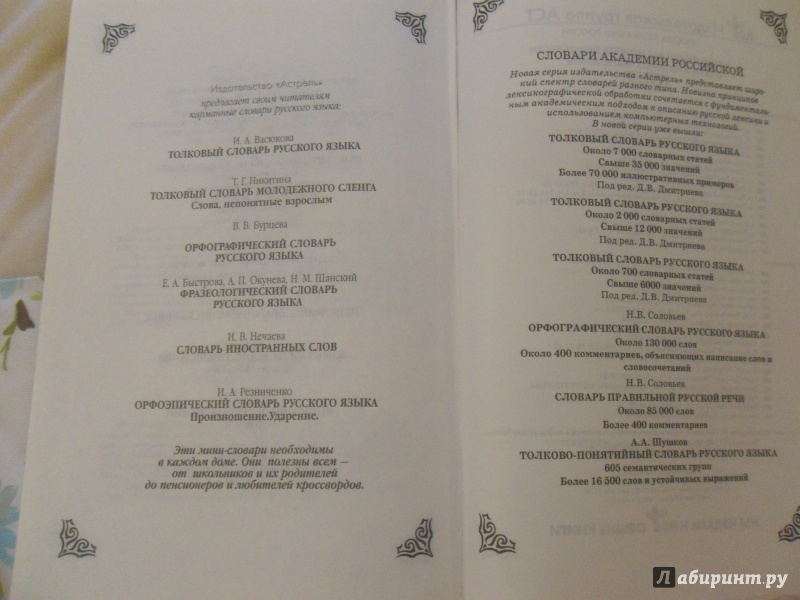 Издательство «Астрель»
предлагает своим читателям
карманные словари русского языка:
И. А. Васюкова
ТОЛКОВЫЙ СЛОВАРЬ РУССКОГО ЯЗЫКА
Т. Г. Никитина
ТОЛКОВЫЙ СЛОВАРЬ МОЛОДЕЖНОГО СЛЕНГА
Слова, непонятные взрослым
В. В. Бурцева
ОРФОГРАФИЧЕСКИЙ СЛОВАРЬ
РУССКОГО ЯЗЫКА
Е. А. Быстрова, А. П. Окунева, Н. М. Шанский
ФРАЗЕОЛОГИЧЕСКИЙ СЛОВАРЬ
РУССКОГО ЯЗЫКА
И. В. Нечаева
СЛОВАРЬ ИНОСТРАННЫХ СЛОВ
И. А. Резниченко
ОРФОЭПИЧЕСКИЙ СЛОВАРЬ РУССКОГО ЯЗЫКА
Произношение.Ударение.
Эти мини-словари необходимы
в каждом доме. Они полезны всем —
от школьников и их родителей
до пенсионеров и любителей кроссвордов.
СЛОВАРИ АКАДЕМИИ РОССИЙСКОЙ
Новая серия издательства «Астрель» представляет широ-
кий спектр словарей разного типа. Новизна принципов
лексикографической обработки сочетается с фундаменталь-
ным академическим подходом к описанию русской лексики и
использованием компьютерных технологий.
В новой серии уже вышли:
ТОЛКОВЫЙ СЛОВАРЬ РУССКОГО ЯЗЫКА
Около 7 000 словарных статей
Свыше 35 000 значений
Более 70 000 иллюстративных примеров
Под ред. Д.В. Дмитриева
ТОЛКОВЫЙ СЛОВАРЬ РУССКОГО ЯЗЫКА
Около 2 000 словарных статей
Свыше 12 000 значений
Под ред. Д.В. Дмитриева
ТОЛКОВЫЙ СЛОВАРЬ РУССКОГО ЯЗЫКА
Около 700 словарных статей
Свыше 6000 значений
Под ред. Д.В. Дмитриева
Н.В. Соловьев
ОРФОГРАФИЧЕСКИЙ СЛОВАРЬ РУССКОГО ЯЗЫКА
Около 130 000 слов
Около 400 комментариев, объясняющих написание слов и
словосочетаний
Н.В. Соловьев
СЛОВАРЬ ПРАВИЛЬНОЙ РУССКОЙ РЕЧИ
Около 85 000 слов
Более 400 комментариев
А.А. Шушков
ТОЛКОВО-ПОНЯТИЙНЫЙ СЛОВАРЬ РУССКОГО ЯЗЫКА
605 семантических групп
Более 16 500 слов и устойчивых выражений
Лабиринт.ру